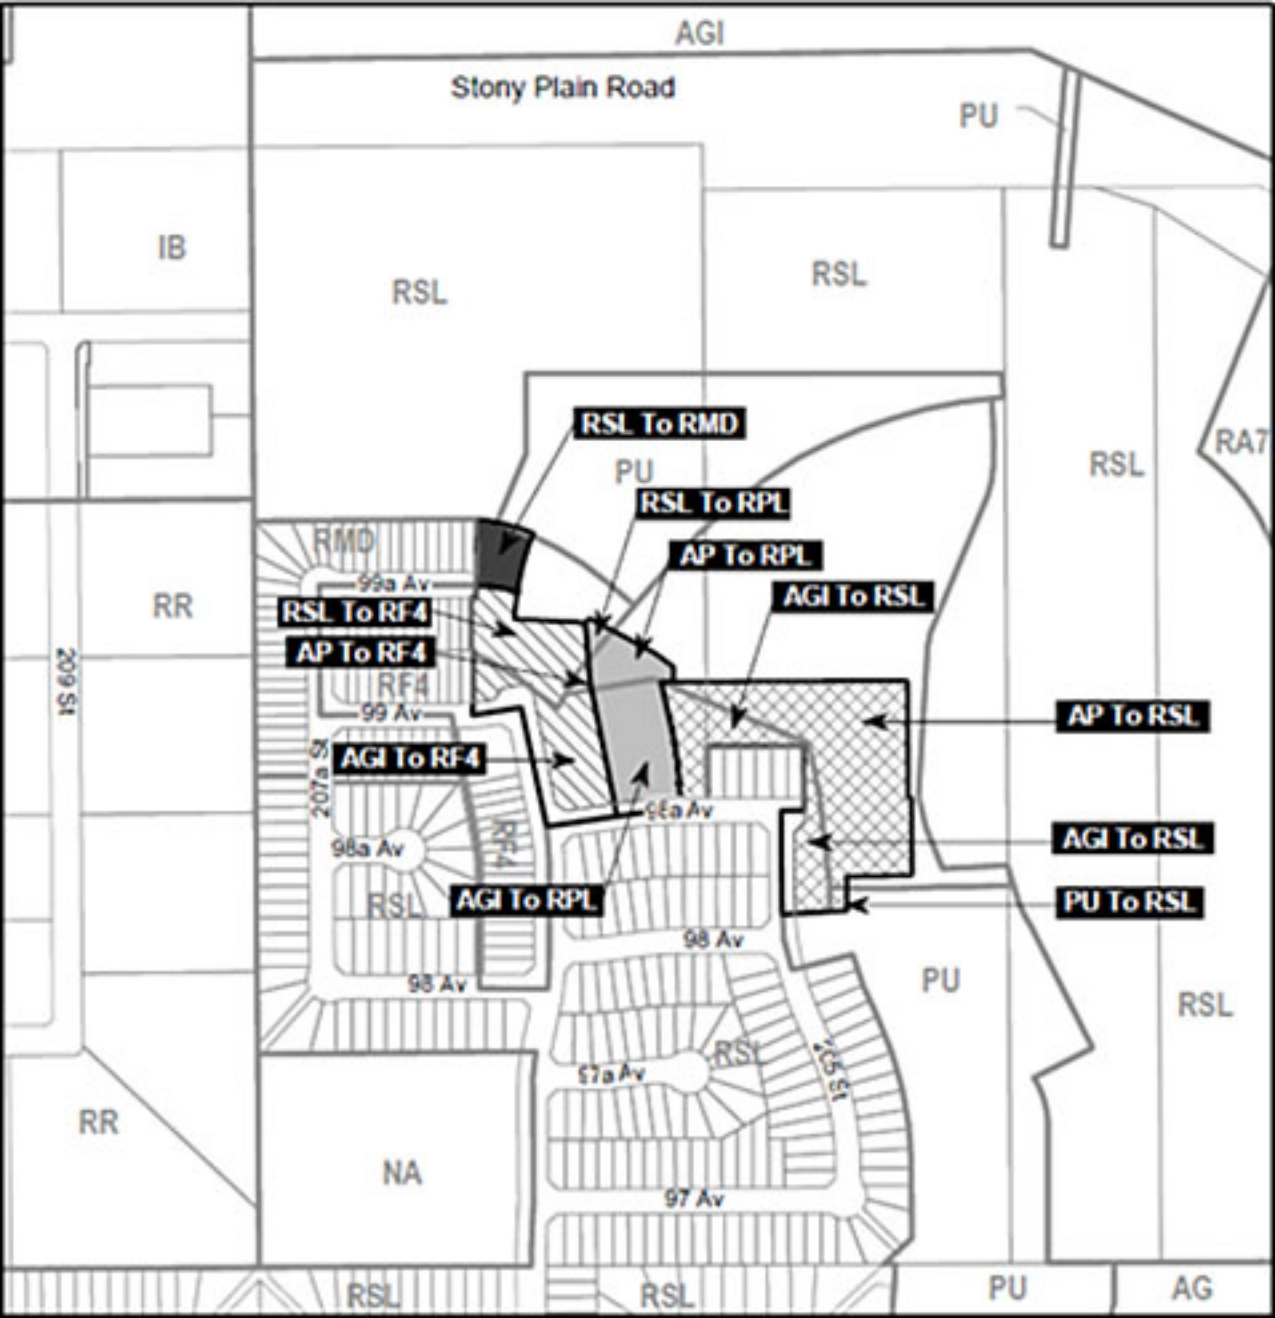 AGI
Stony Plain Road
PU
IB
RSL
RSL
RSL To RMD
PU
RSL
RA7
RSL To RPL
RMD
AP To RPL
99a Av
AGI To RSL
RR
RSL To RF4
AP To RF4
209 St
RF4
99 Av
AP To RSL
207a St
AGI To RF4
98a Av
AGI To RSL
98a Av
RF4
RSL
AGI To RPL
PU To RSL
98 Av
98 Av
PU
RSL
RSL
97a Av
205 St
RR
NA
97 Av
RSL
RSL
PU
AG